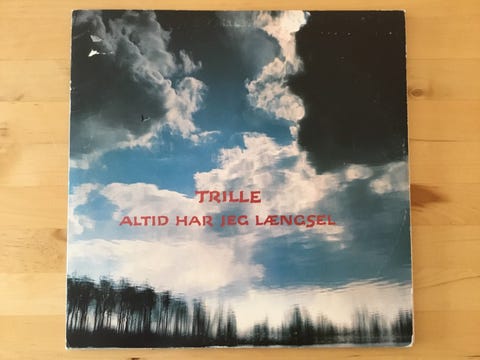 TRILLE
ALTID HAR JEG LÆNGSEL